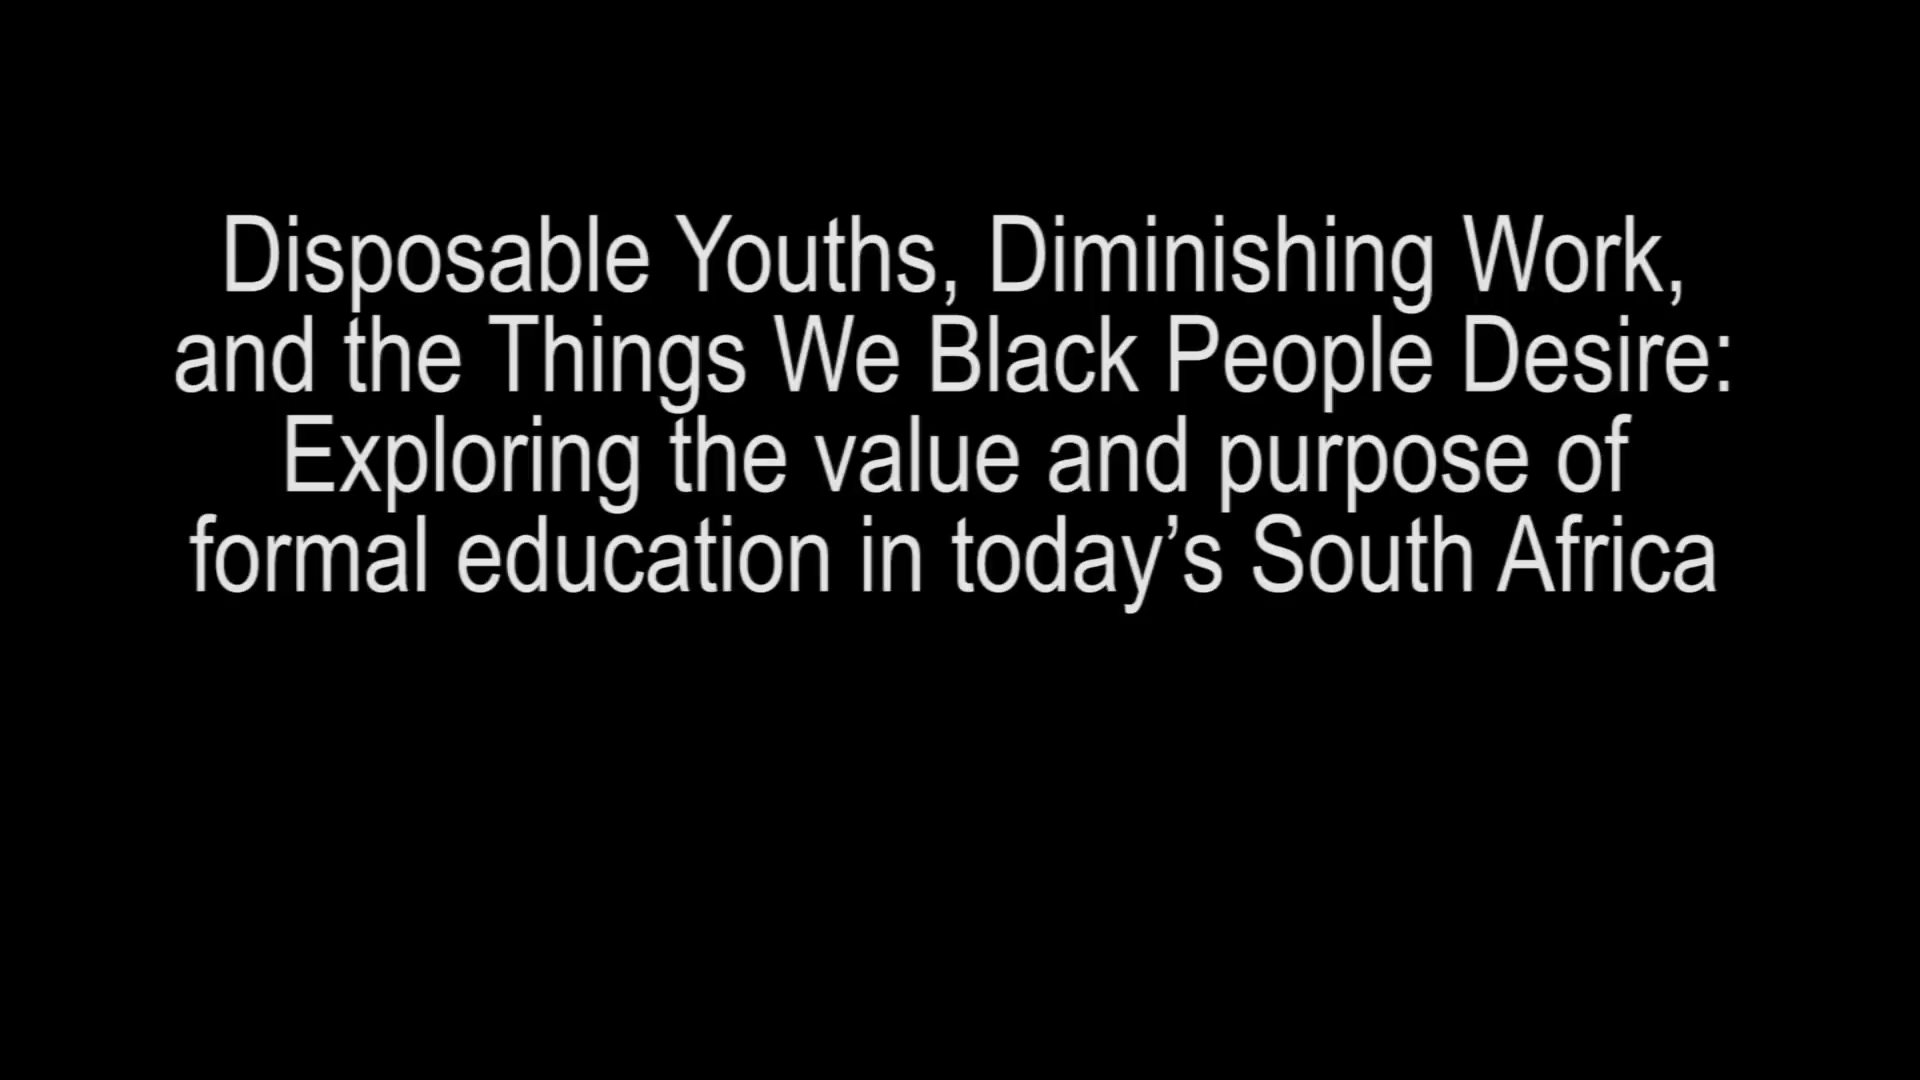 Disposable Youths, Diminishing Work,
and the Things We Black People Desire:
Exploring the value and purpose of
formal education in today’s South Africa